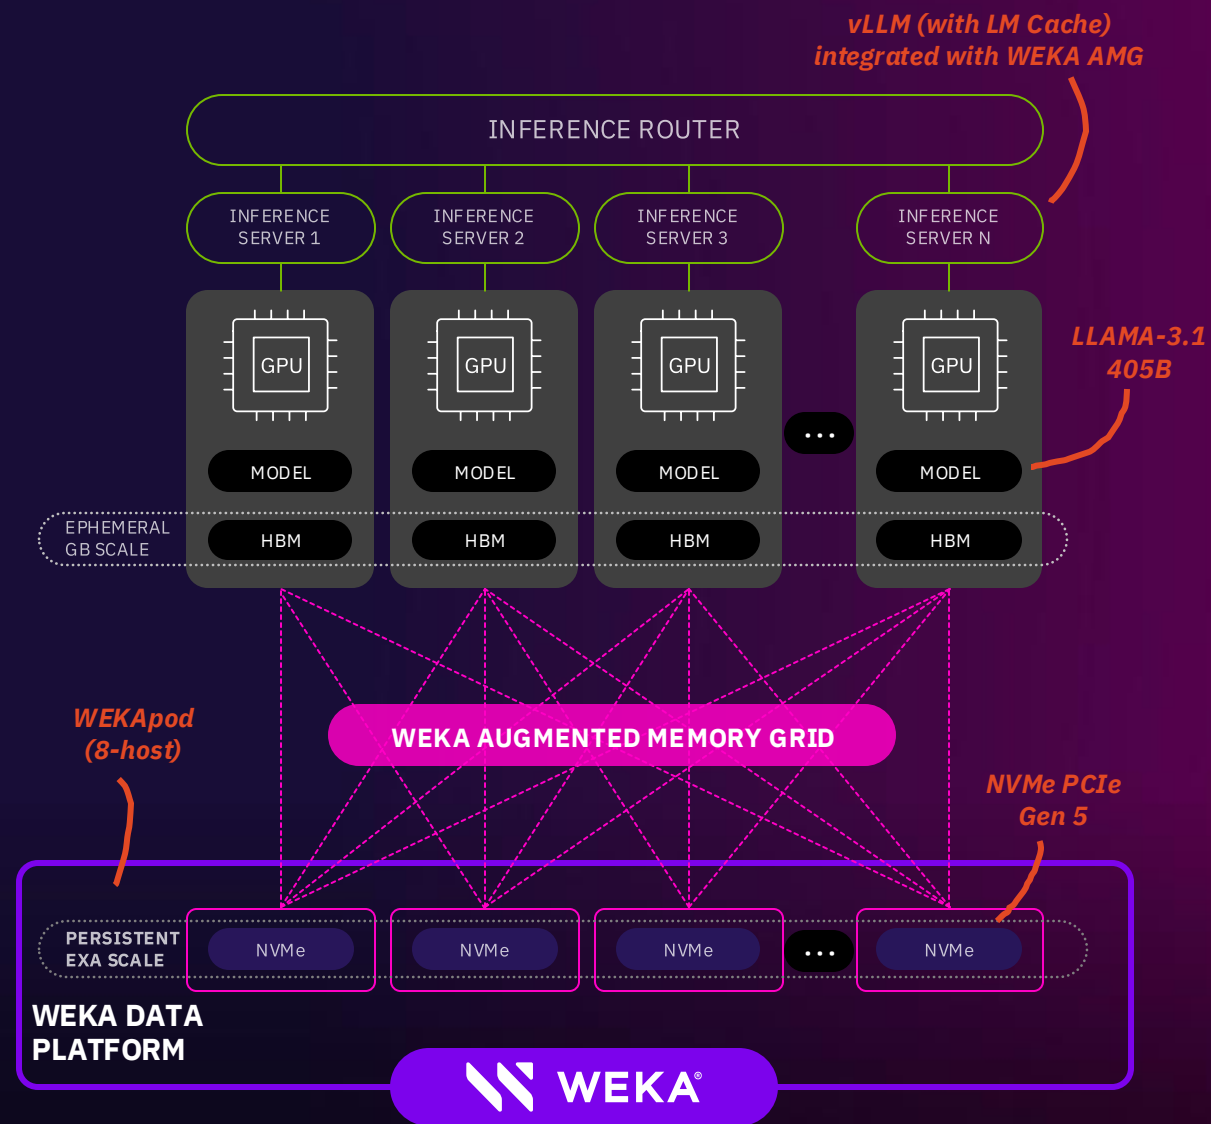 vLLM (with LM Cache)
integrated with WEKA AMG
INFERENCE ROUTER
INFERENCE
SERVER 1
INFERENCE
SERVER 2
INFERENCE
SERVER 3
INFERENCE
SERVER N
GPU
GPU
GPU
GPU
LLAMA-3.1
405B
...
MODEL
MODEL
MODEL
MODEL
EPHEMERAL
GB SCALE
HBM
HBM
HBM
HBM
WEKApod
(8-host)
WEKA AUGMENTED MEMORY GRID
NVMe PCIe
Gen 5
PERSISTENT
EXA SCALE
NVMe
NVMe
NVMe
...
NVMe
WEKA DATA
PLATFORM
WEKA®